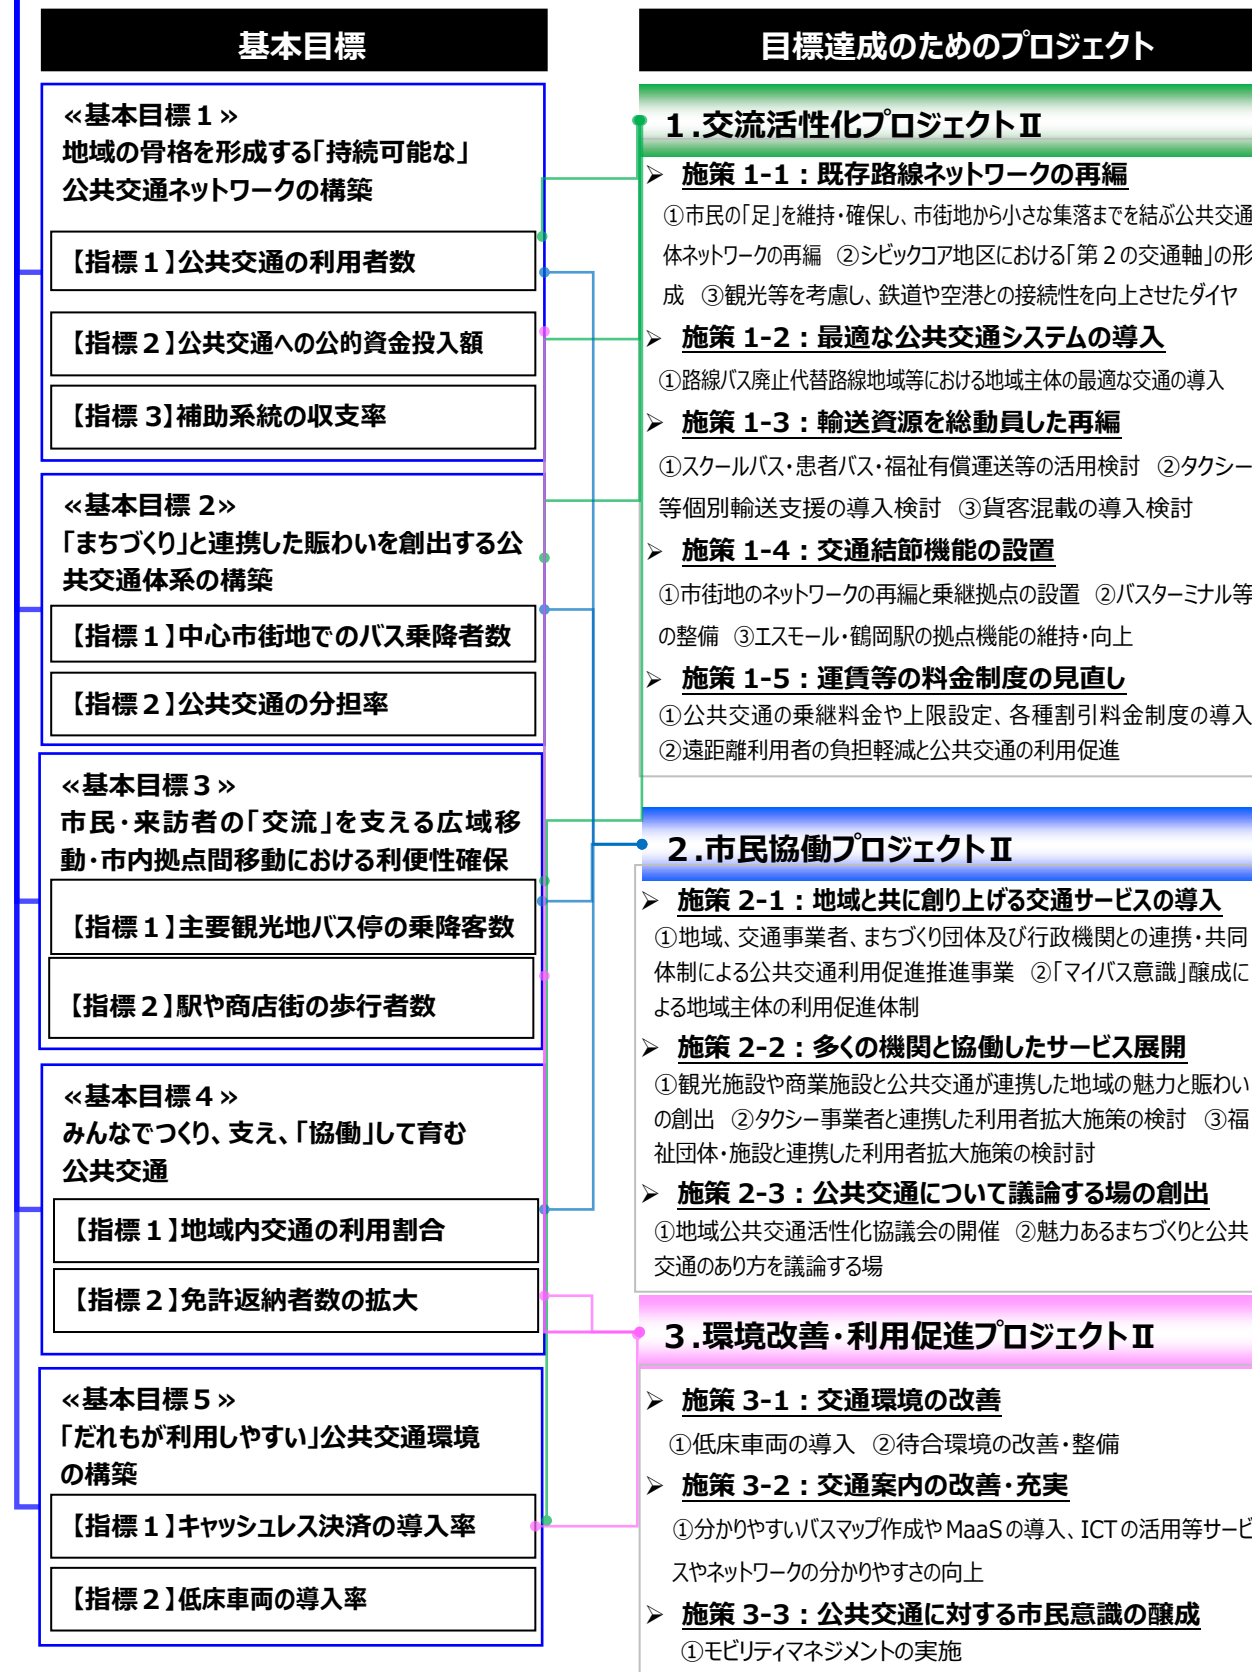 基本目標
≪基本目標１≫
地域の骨格を形成する「持続可能な」
公共交通ネットワークの構築
【指標１】公共交通の利用者数
【指標２】公共交通への公的資金投入額
【指標 3】補助系統の収支率
≪基本目標 2≫
「まちづくり」と連携した賑わいを創出する公
共交通体系の構築
【指標１】中心市街地でのバス乗降者数
【指標２】公共交通の分担率
≪基本目標３≫
市民・来訪者の「交流」を支える広域移
動・市内拠点間移動における利便性確保
【指標１】主要観光地バス停の乗降客数
【指標２】駅や商店街の歩行者数
≪基本目標４≫
みんなでつくり、支え、「協働」して育む
公共交通
【指標１】地域内交通の利用割合
【指標２】免許返納者数の拡大
≪基本目標５≫
「だれもが利用しやすい」公共交通環境
の構築
【指標１】キャッシュレス決済の導入率
【指標２】低床車両の導入率
目標達成のためのプロジェクト
１.交流活性化プロジェクトⅡ
➢ 施策 1-1：既存路線ネットワークの再編
①市民の「足」を維持・確保し、市街地から小さな集落までを結ぶ公共交通
体ネットワークの再編 ②シビックコア地区における「第２の交通軸」の形
成 ③観光等を考慮し、鉄道や空港との接続性を向上させたダイヤ
➢ 施策 1-2：最適な公共交通システムの導入
①路線バス廃止代替路線地域等における地域主体の最適な交通の導入
➢ 施策 1-3：輸送資源を総動員した再編
①スクールバス・患者バス・福祉有償運送等の活用検討 ②タクシー
等個別輸送支援の導入検討 ③貨客混載の導入検討
➢ 施策 1-4：交通結節機能の設置
①市街地のネットワークの再編と乗継拠点の設置 ②バスターミナル等
の整備 ③エスモール・鶴岡駅の拠点機能の維持・向上
➢ 施策 1-5：運賃等の料金制度の見直し
①公共交通の乗継料金や上限設定、各種割引料金制度の導入
②遠距離利用者の負担軽減と公共交通の利用促進
２.市民協働プロジェクトⅡ
➢ 施策 2-1：地域と共に創り上げる交通サービスの導入
①地域、交通事業者、まちづくり団体及び行政機関との連携・共同
体制による公共交通利用促進推進事業 ②「マイバス意識」醸成に
よる地域主体の利用促進体制
➢ 施策 2-2：多くの機関と協働したサービス展開
①観光施設や商業施設と公共交通が連携した地域の魅力と賑わい
の創出 ②タクシー事業者と連携した利用者拡大施策の検討 ③福
祉団体・施設と連携した利用者拡大施策の検討討
➢ 施策 2-3：公共交通について議論する場の創出
①地域公共交通活性化協議会の開催 ②魅力あるまちづくりと公共
交通のあり方を議論する場
３.環境改善・利用促進プロジェクトⅡ
➢ 施策 3-1：交通環境の改善
①低床車両の導入 ②待合環境の改善・整備
➢ 施策 3-2：交通案内の改善・充実
①分かりやすいバスマップ作成や MaaS の導入、ICT の活用等サービ
スやネットワークの分かりやすさの向上
➢ 施策 3-3：公共交通に対する市民意識の醸成
①モビリティマネジメントの実施